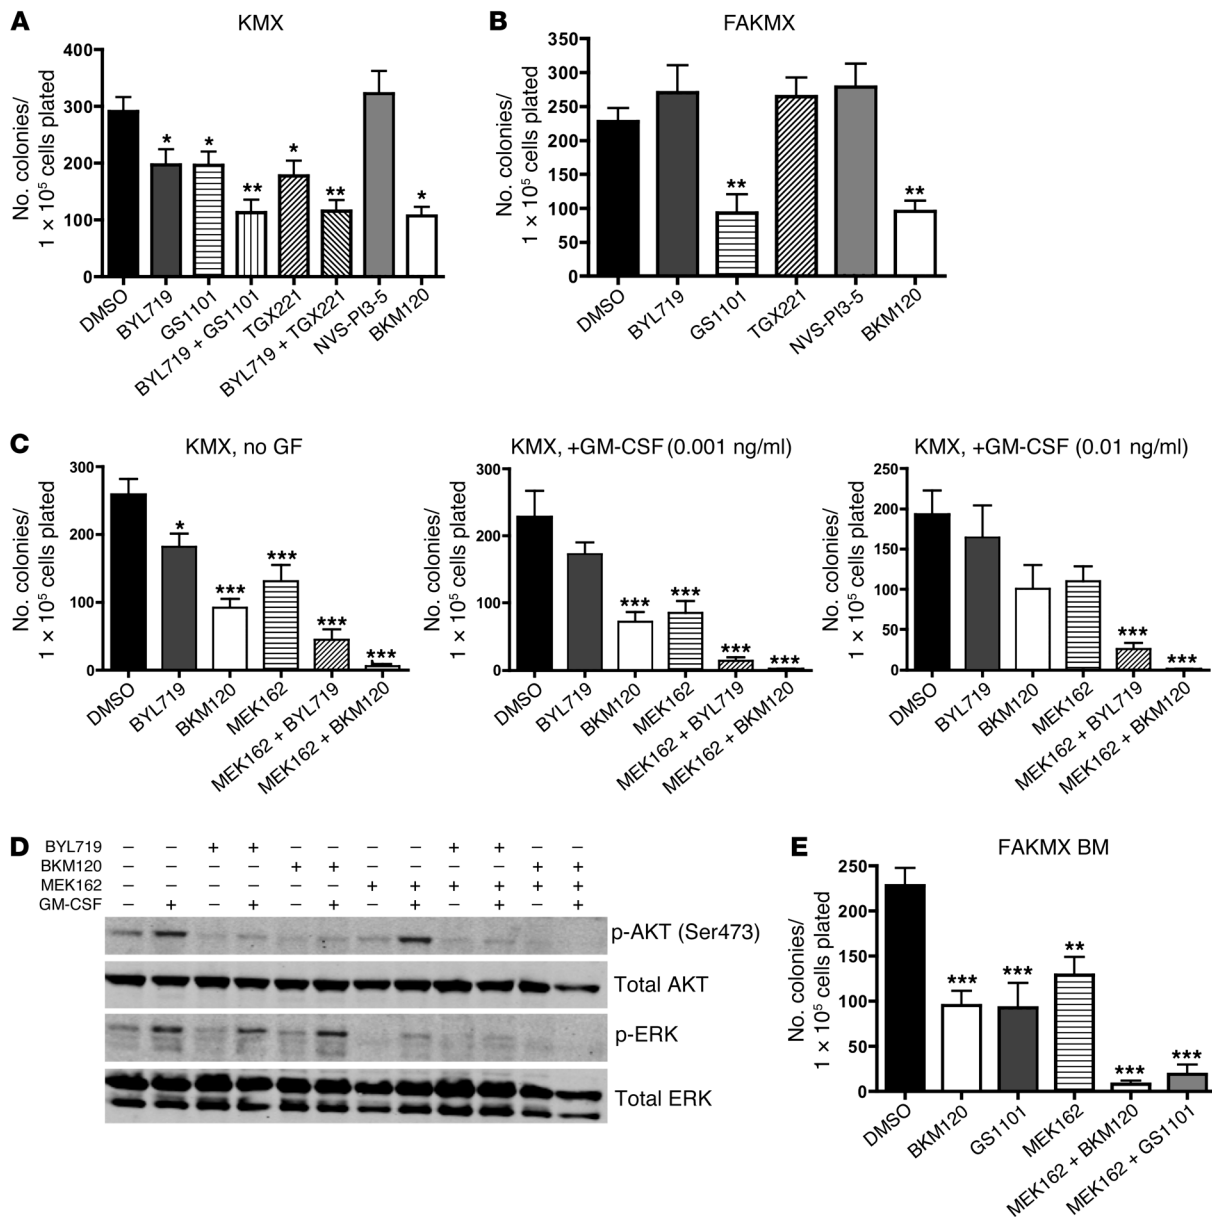 A
KMX
No. colonies/
1 × 10⁵ cells plated
400
300
200
100
0
*
*
**
*
**
*
DMSO
BYL719
GS1101
BYL719 + GS1101
TGX221
BYL719 + TGX221
NVS-PI3-5
BKM120
B
FAKMX
No. colonies/
1 × 10⁵ cells plated
350
300
250
200
150
100
50
0
**
**
DMSO
BYL719
GS1101
TGX221
NVS-PI3-5
BKM120
C
KMX, no GF
No. colonies/
1 × 10⁵ cells plated
300
200
100
0
*
***
***
***
***
DMSO
BYL719
BKM120
MEK162
MEK162 + BYL719
MEK162 + BKM120
KMX, +GM-CSF (0.001 ng/ml)
No. colonies/
1 × 10⁵ cells plated
300
200
100
0
***
***
***
***
DMSO
BYL719
BKM120
MEK162
MEK162 + BYL719
MEK162 + BKM120
KMX, +GM-CSF (0.01 ng/ml)
No. colonies/
1 × 10⁵ cells plated
250
200
150
100
50
0
***
***
DMSO
BYL719
BKM120
MEK162
MEK162 + BYL719
MEK162 + BKM120
D
BYL719 – – + + – – – – + + – –
BKM120 – – – – + + – – – – + +
MEK162 – – – – – – + + + + + +
GM-CSF – + – + – + – + – + – +
p-AKT (Ser473)
Total AKT
p-ERK
Total ERK
E
FAKMX BM
No. colonies/
1 × 10⁵ cells plated
250
200
150
100
50
0
***
***
**
***
***
DMSO
BKM120
GS1101
MEK162
MEK162 + BKM120
MEK162 + GS1101